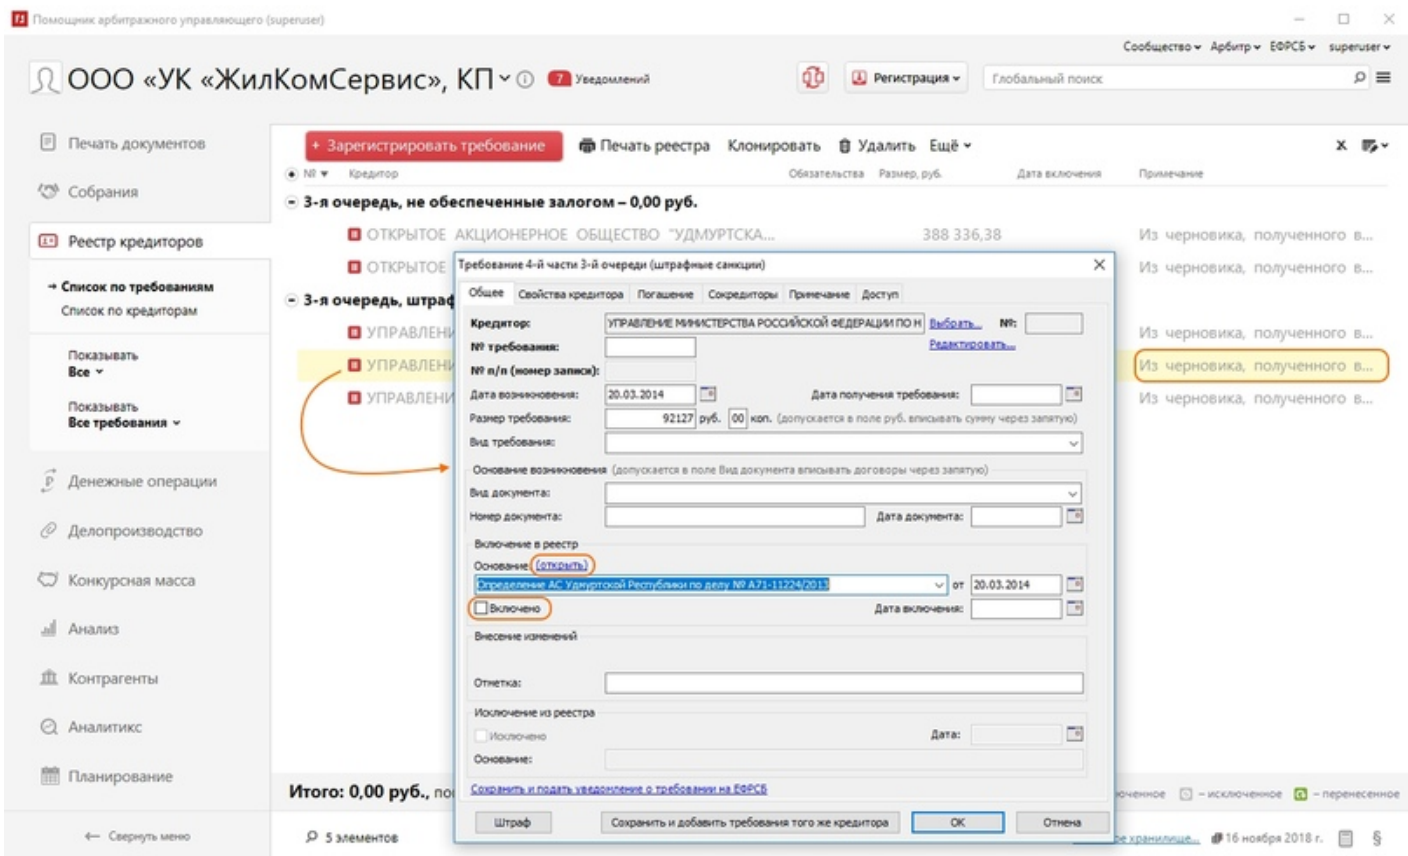 Помощник арбитражного управляющего (superuser)
Сообщество Арбитр ЕФРСБ superuser
ООО «УК «ЖилКомСервис», КП 7 Уведомлений Регистрация Глобальный поиск
Печать документов
Собрания
Реестр кредиторов
→ Список по требованиям
Список по кредиторам
Показывать
Все
Показывать
Все требования
Денежные операции
Делопроизводство
Конкурсная масса
Анализ
Контрагенты
Аналитикс
Планирование
← Свернуть меню
+ Зарегистрировать требование Печать реестра Клонировать Удалить Ещё
№ Кредитор Обязательства Размер, руб. Дата включения Примечание
3-я очередь, не обеспеченные залогом – 0,00 руб.
ОТКРЫТОЕ АКЦИОНЕРНОЕ ОБЩЕСТВО "УДМУРТСКА... 388 336,38 Из черновика, полученного в...
ОТКРЫТОЕ Из черновика, полученного в...
3-я очередь, штраф
УПРАВЛЕНИ Из черновика, полученного в...
УПРАВЛЕНИ Из черновика, полученного в...
УПРАВЛЕНИ Из черновика, полученного в...
Требование 4-й части 3-й очереди (штрафные санкции)
Общее Свойства кредитора Погашение Сокредиторы Примечание Доступ
Кредитор: УПРАВЛЕНИЕ МИНИСТЕРСТВА РОССИЙСКОЙ ФЕДЕРАЦИИ ПО Н Выбрать... №:
№ требования: Редактировать...
№ п/п (номер записи):
Дата возникновения: 20.03.2014 Дата получения требования:
Размер требования: 92127 руб. 00 коп. (допускается в поле руб. вписывать сумму через запятую)
Вид требования:
Основание возникновения (допускается в поле Вид документа вписывать договоры через запятую)
Вид документа:
Номер документа: Дата документа:
Включение в реестр
Основание: (открыть)
Определение АС Удмуртской Республики по делу № А71-11224/2013 от 20.03.2014
Включено Дата включения:
Внесение изменений
Отметка:
Исключение из реестра
Исключено Дата:
Основание:
Сохранить и подать уведомление о требовании на ЕФРСБ
Штраф Сохранить и добавить требования того же кредитора ОК Отмена
Итого: 0,00 руб., – исключенное – перенесенное
5 элементов хранилище... 16 ноября 2018 г. §